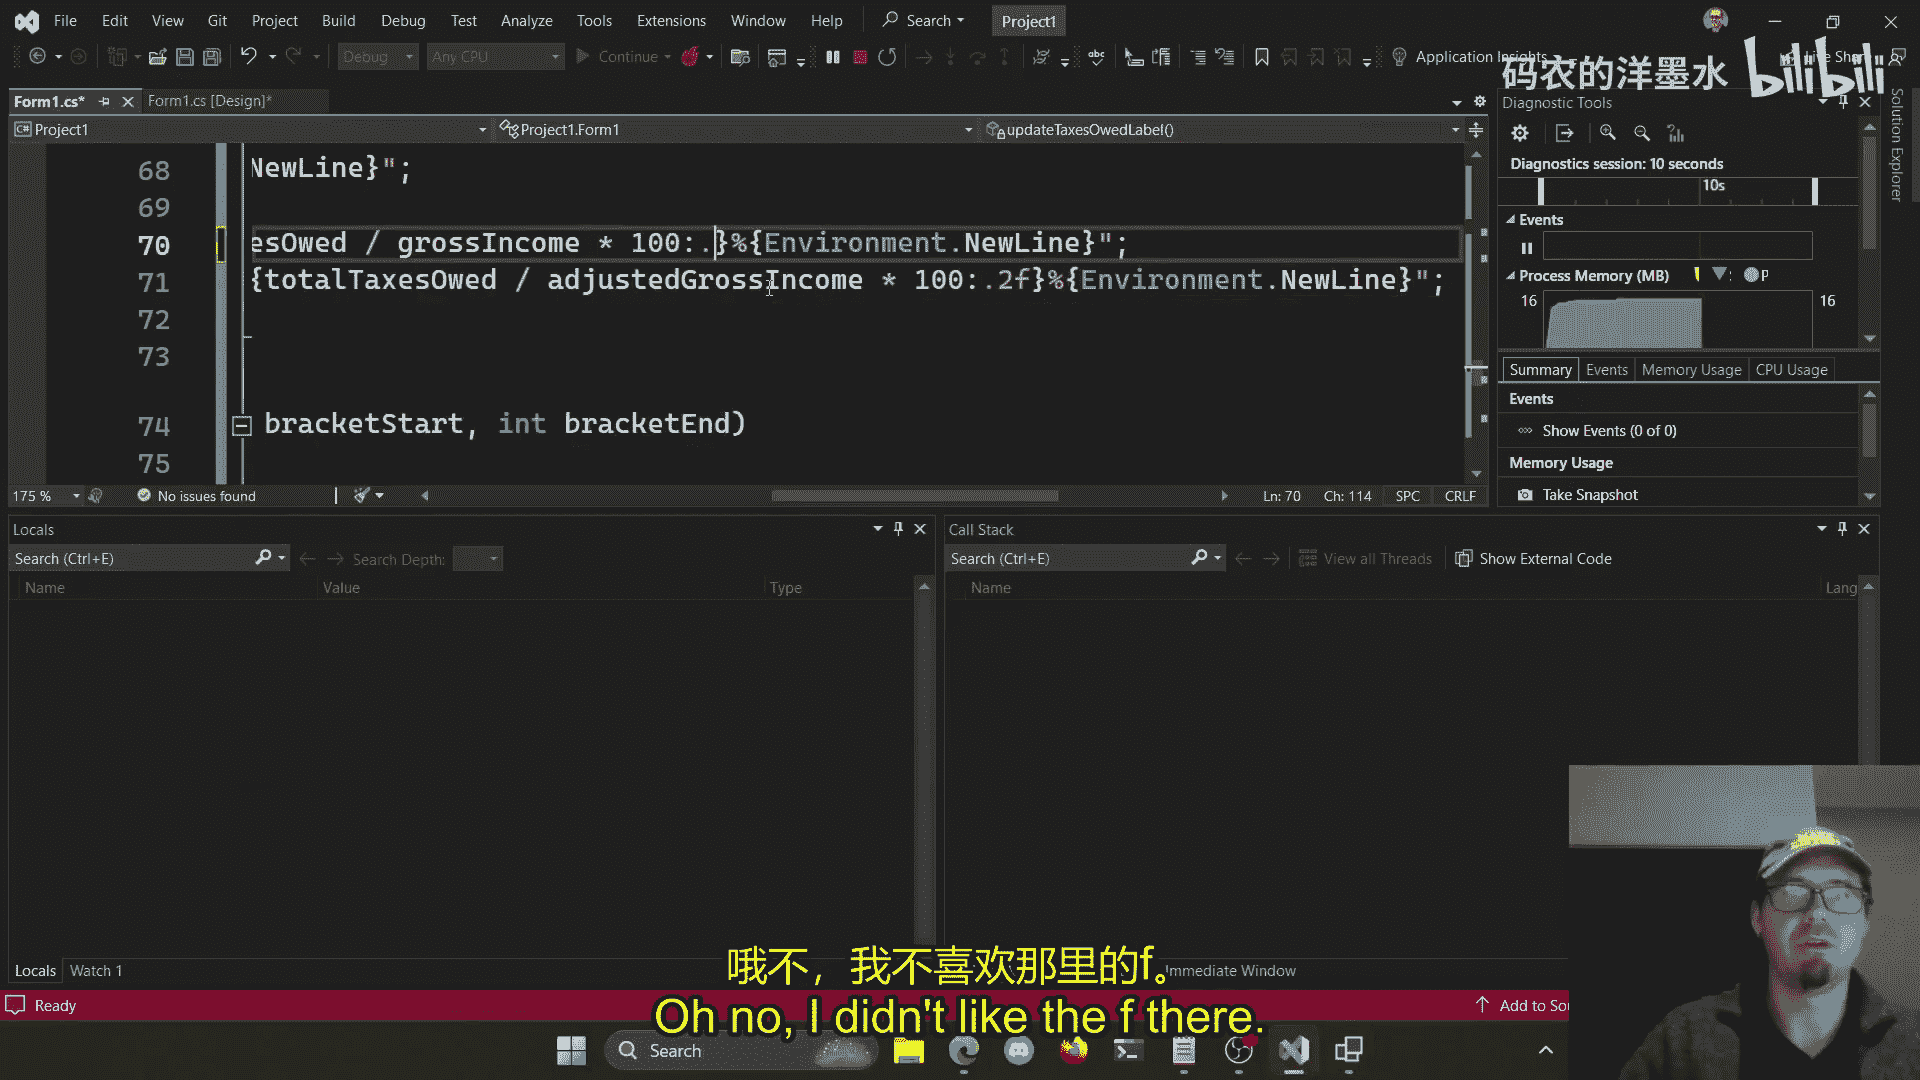 File Edit View Git Project Build Debug Test Analyze Tools Extensions Window Help Search Project1
Debug Any CPU Continue Application Insights
码衣的洋墨水 bilibili
Form1.cs* Form1.cs [Design]*
Project1 Project1.Form1 updateTaxesOwedLabel()
68 NewLine}";
69
70 esOwed / grossIncome * 100:.}%{Environment.NewLine}";
71 {totalTaxesOwed / adjustedGrossIncome * 100:.2f}%{Environment.NewLine}";
72
73
74 bracketStart, int bracketEnd)
75
175 % No issues found Ln: 70 Ch: 114 SPC CRLF
Diagnostic Tools
Diagnostics session: 10 seconds
10s
Events
Process Memory (MB) P
16 16
Summary Events Memory Usage CPU Usage
Events
Show Events (0 of 0)
Memory Usage
Take Snapshot
Solution Explorer
Locals
Search (Ctrl+E) Search Depth:
Name Value Type
Locals Watch 1
Call Stack
Search (Ctrl+E) View all Threads Show External Code
Name Lang
Immediate Window
哦不，我不喜欢那里的f。
Oh no, I didn't like the f there.
Ready Add to Sou
Search